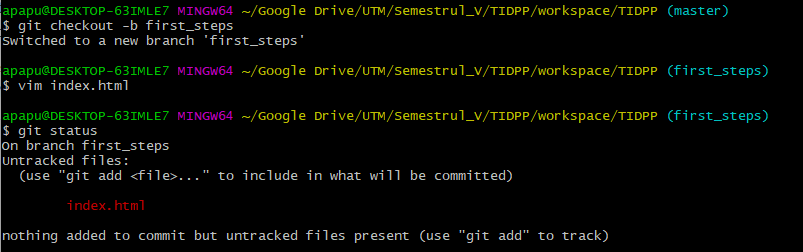 apapu@DESKTOP-63IMLE7 MINGW64 ~/Google Drive/UTM/Semestrul_V/TIDPP/workspace/TIDPP (master)
$ git checkout -b first_steps
Switched to a new branch 'first_steps'
apapu@DESKTOP-63IMLE7 MINGW64 ~/Google Drive/UTM/Semestrul_V/TIDPP/workspace/TIDPP (first_steps)
$ vim index.html
apapu@DESKTOP-63IMLE7 MINGW64 ~/Google Drive/UTM/Semestrul_V/TIDPP/workspace/TIDPP (first_steps)
$ git status
On branch first_steps
Untracked files:
(use "git add <file>..." to include in what will be committed)
index.html
nothing added to commit but untracked files present (use "git add" to track)